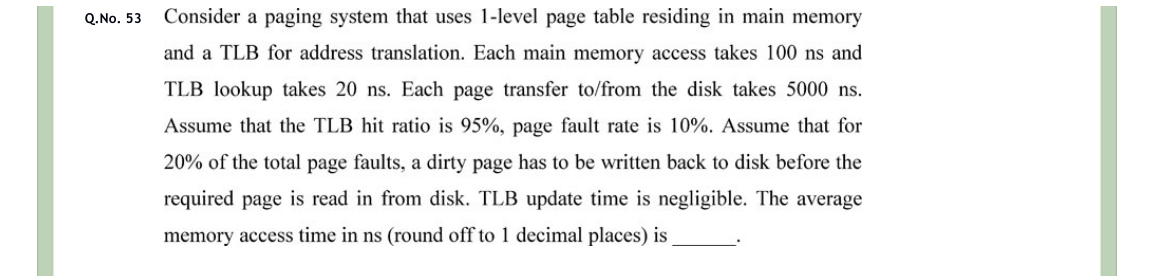 Q.No. 53 Consider a paging system that uses 1-level page table residing in main memory
and a TLB for address translation. Each main memory access takes 100 ns and
TLB lookup takes 20 ns. Each page transfer to/from the disk takes 5000 ns.
Assume that the TLB hit ratio is 95%, page fault rate is 10%. Assume that for
20% of the total page faults, a dirty page has to be written back to disk before the
required page is read in from disk. TLB update time is negligible. The average
memory access time in ns (round off to 1 decimal places) is ______.